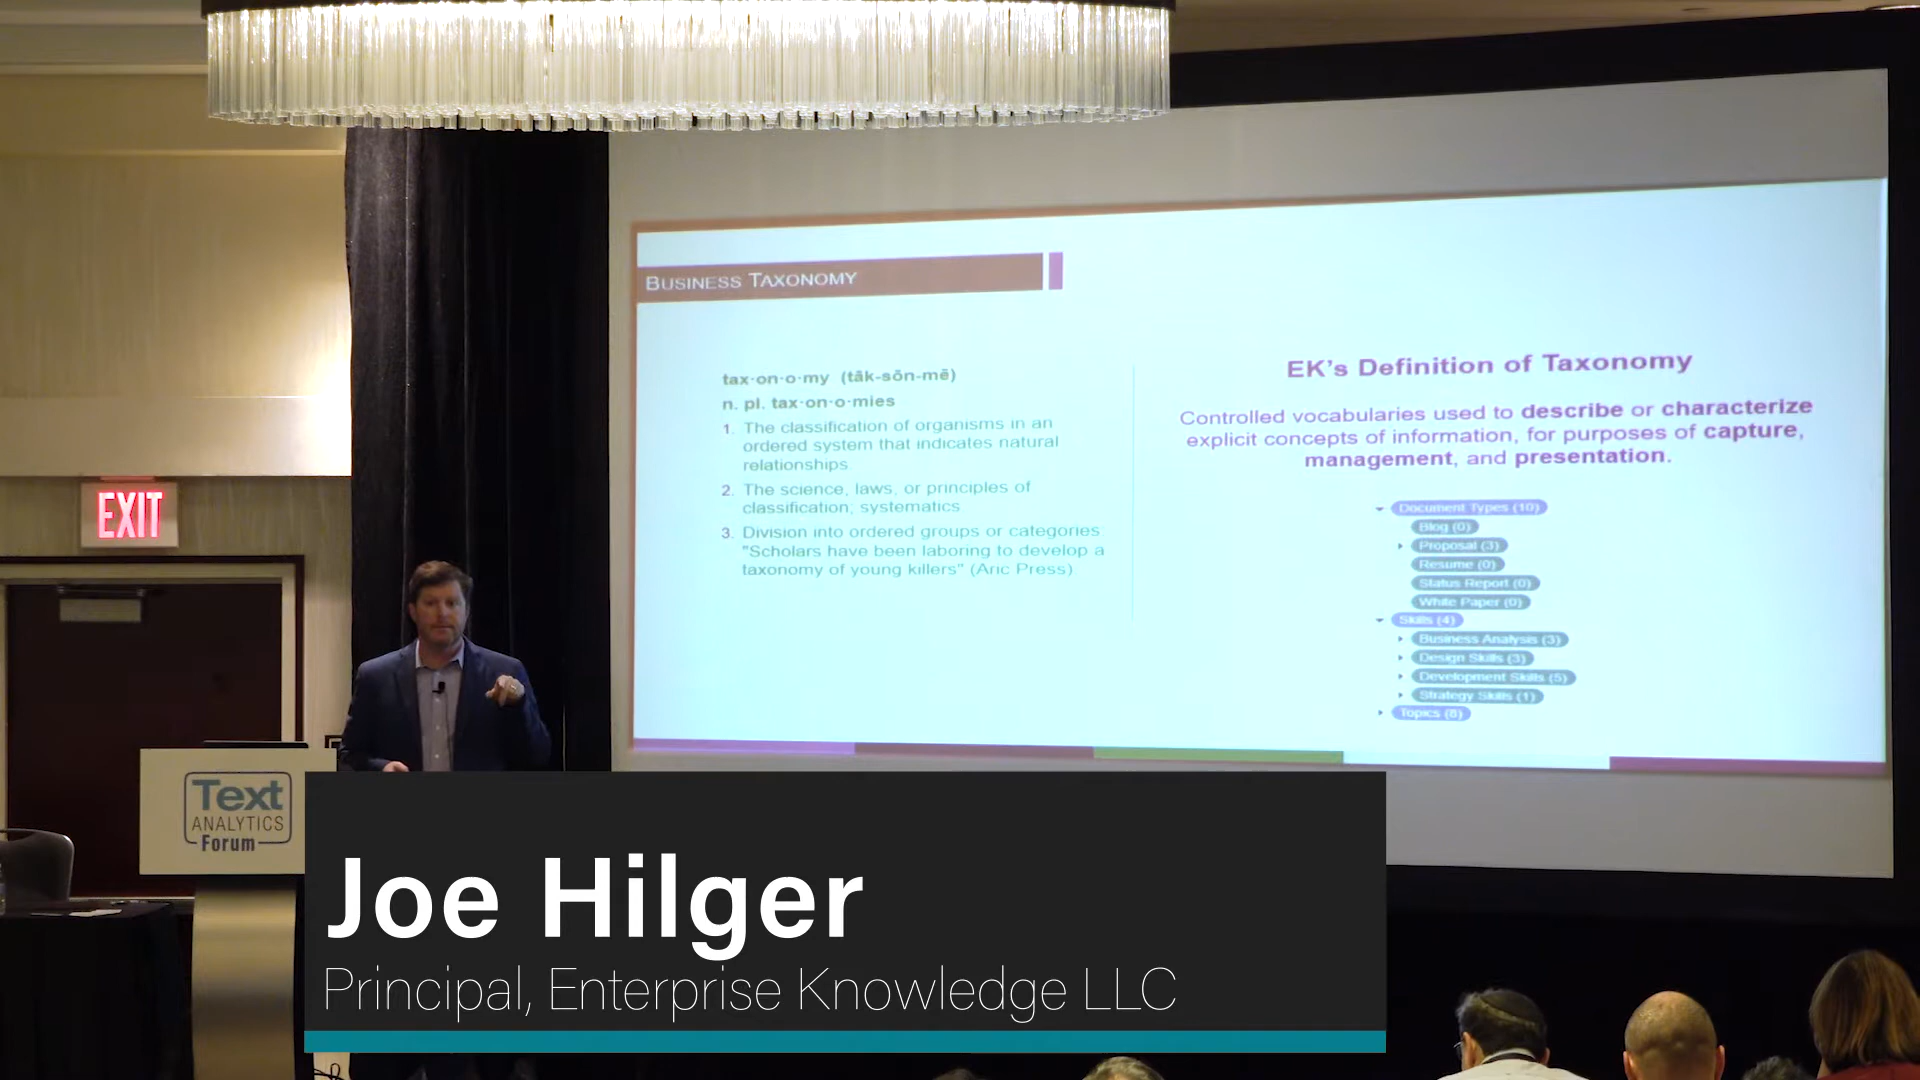 BUSINESS TAXONOMY
tax·on·o·my (tăk-sŏn-mē)
n. pl. tax·on·o·mies
1. The classification of organisms in an
ordered system that indicates natural
relationships
2. The science, laws, or principles of
classification; systematics
3. Division into ordered groups or categories
"Scholars have been laboring to develop a
taxonomy of young killers" (Aric Press).
EK's Definition of Taxonomy
Controlled vocabularies used to describe or characterize
explicit concepts of information, for purposes of capture,
management, and presentation.
Document Types (10)
Blog (0)
Proposal (3)
Resume (0)
Status Report (0)
White Paper (0)
Skills (4)
Business Analysis (3)
Design Skills (3)
Development Skills (5)
Strategy Skills (1)
Topics (8)
EXIT
Text
ANALYTICS
Forum
Joe Hilger
Principal, Enterprise Knowledge LLC